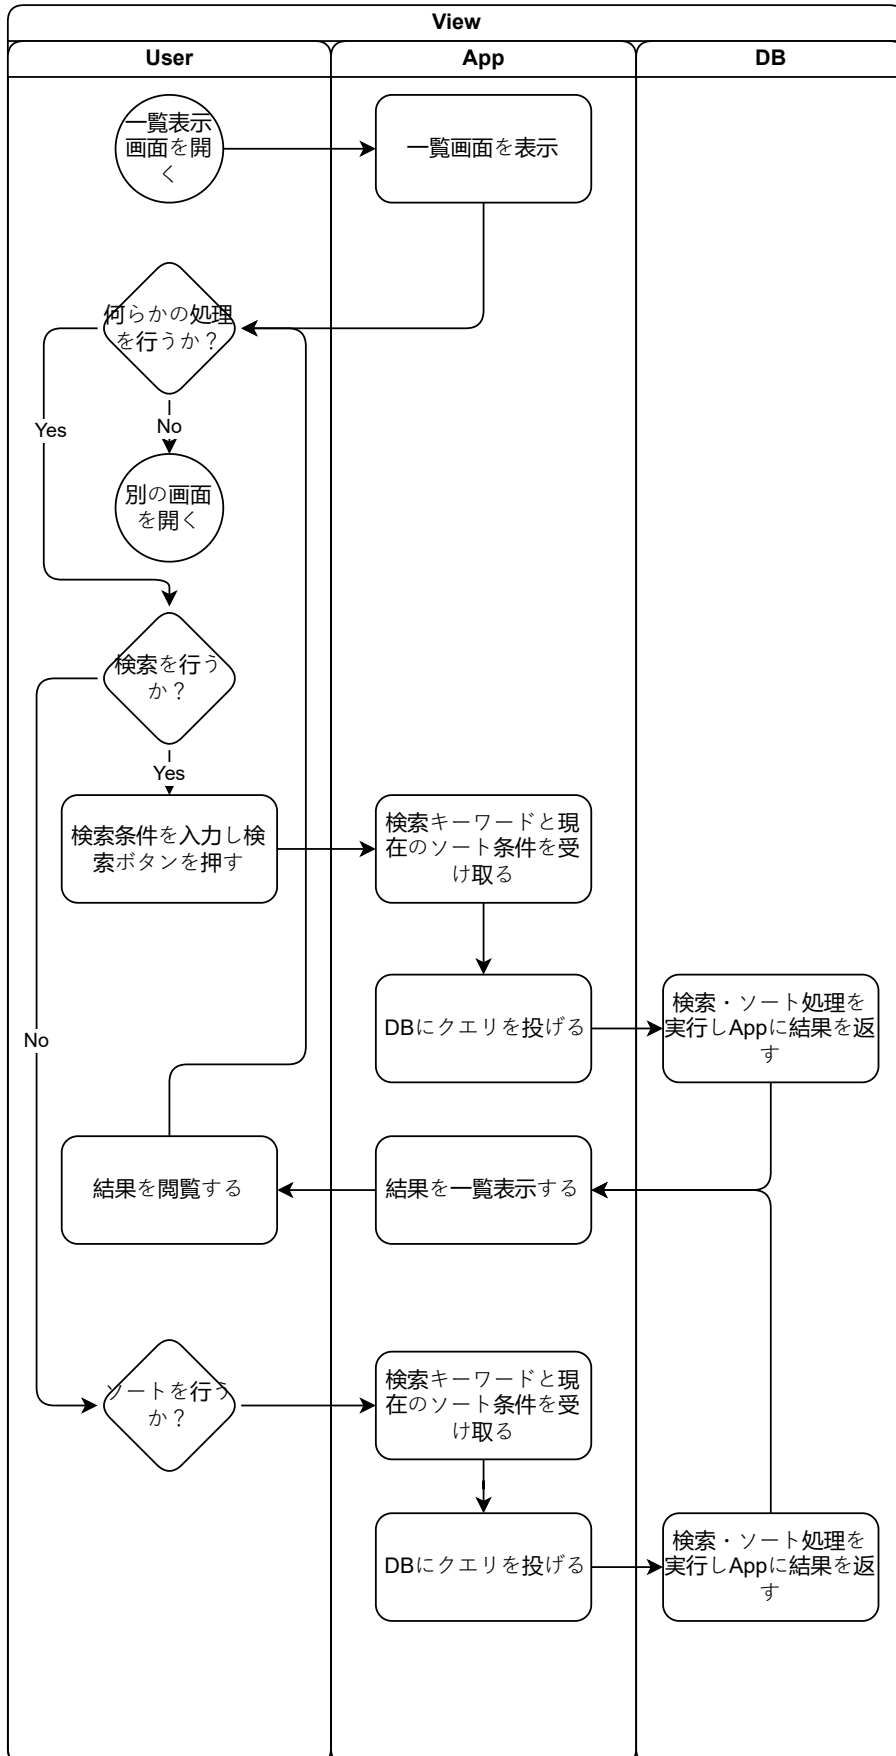 View
User
App
DB
一覧表示
画面を開
く
一覧画面を表示
何らかの処理
を行うか？
Yes
No
別の画面
を開く
検索を行う
か？
Yes
検索条件を入力し検
索ボタンを押す
検索キーワードと現
在のソート条件を受
け取る
No
DBにクエリを投げる
検索・ソート処理を
実行しAppに結果を返
す
結果を閲覧する
結果を一覧表示する
ソートを行う
か？
検索キーワードと現
在のソート条件を受
け取る
DBにクエリを投げる
検索・ソート処理を
実行しAppに結果を返
す